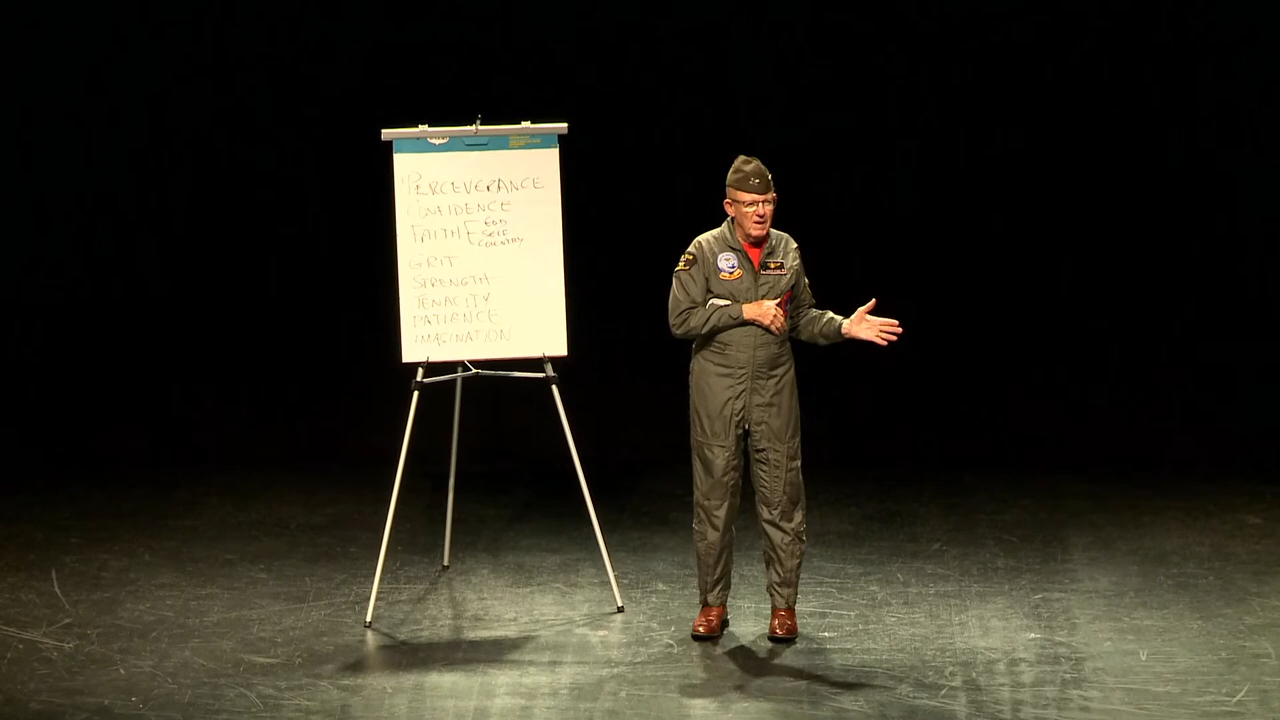 PERCEVERANCE
CONFIDENCE
FAITH E GOD
SELF
COUNTRY
GRIT
STRENGTH
TENACITY
PATIENCE
IMAGINATION